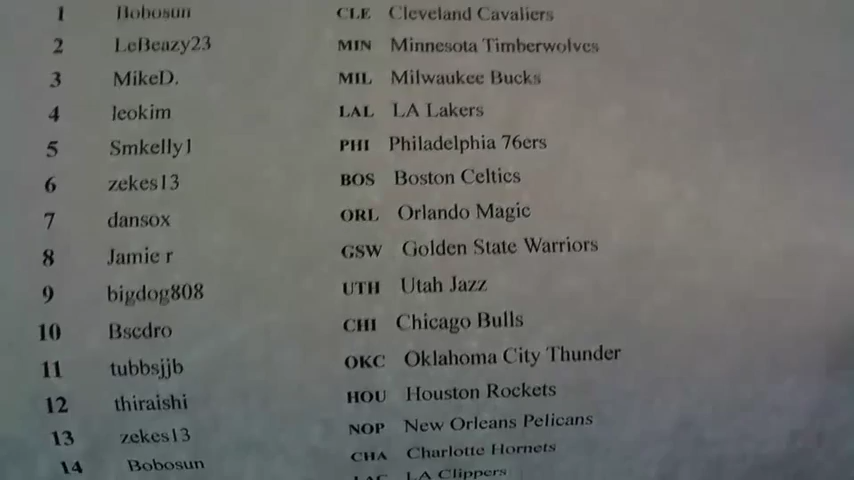 1 Bobosun CLE Cleveland Cavaliers
2 LeBeazy23 MIN Minnesota Timberwolves
3 MikeD. MIL Milwaukee Bucks
4 leokim LAL LA Lakers
5 Smkelly1 PHI Philadelphia 76ers
6 zekes13 BOS Boston Celtics
7 dansox ORL Orlando Magic
8 Jamie r GSW Golden State Warriors
9 bigdog808 UTH Utah Jazz
10 Bscdro CHI Chicago Bulls
11 tubbsjjb OKC Oklahoma City Thunder
12 thiraishi HOU Houston Rockets
13 zekes13 NOP New Orleans Pelicans
14 Bobosun CHA Charlotte Hornets
LAC LA Clippers